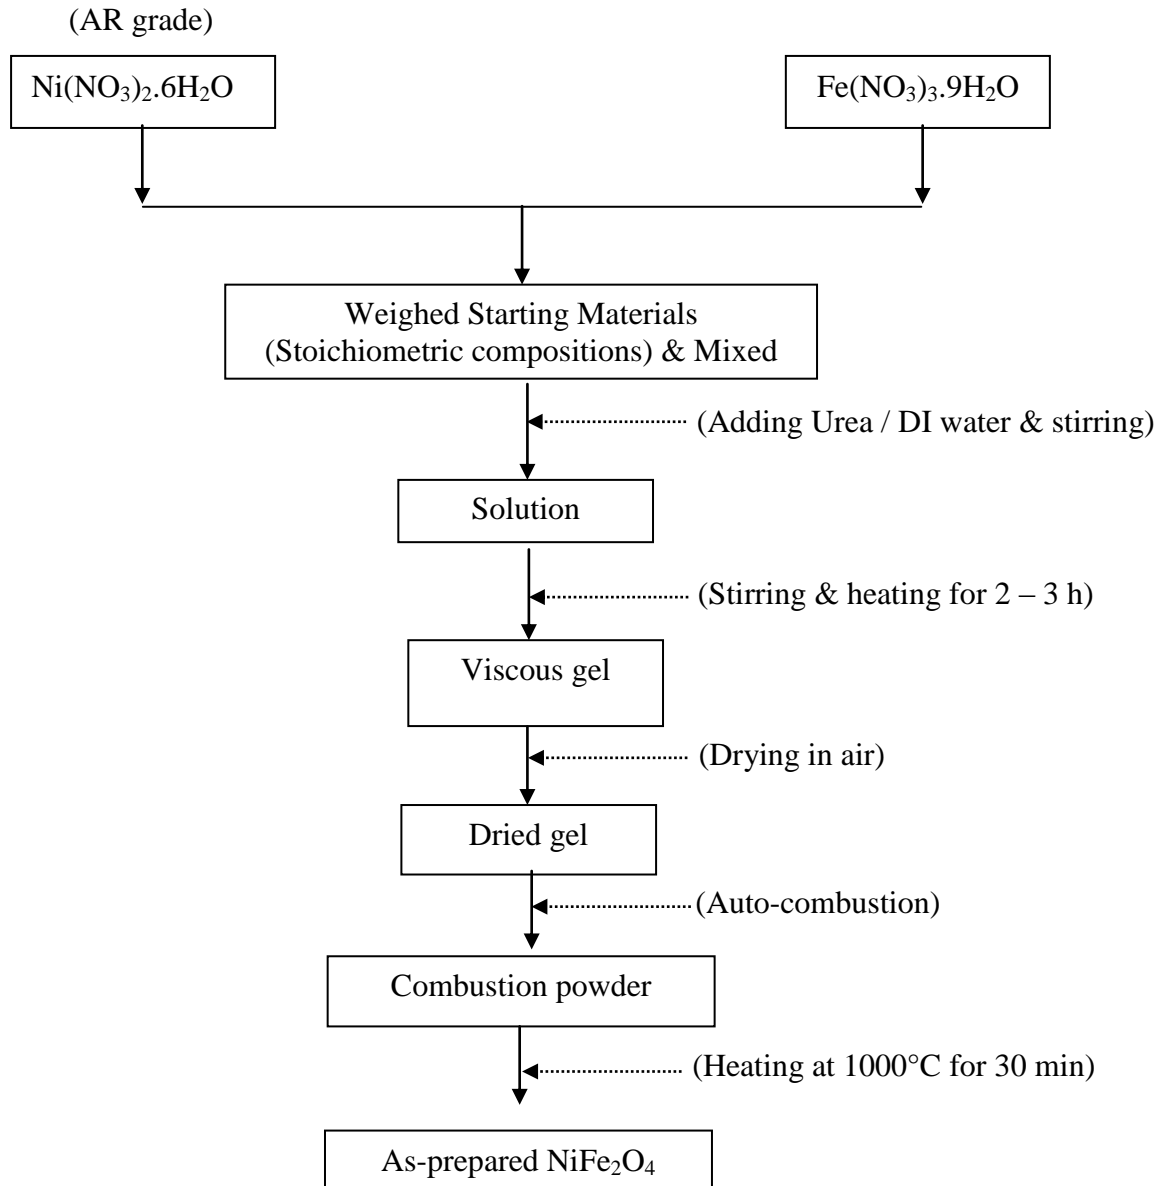 (AR grade)
Ni(NO₃)₂.6H₂O
Fe(NO₃)₃.9H₂O
Weighed Starting Materials
(Stoichiometric compositions) & Mixed
(Adding Urea / DI water & stirring)
Solution
(Stirring & heating for 2 – 3 h)
Viscous gel
(Drying in air)
Dried gel
(Auto-combustion)
Combustion powder
(Heating at 1000°C for 30 min)
As-prepared NiFe₂O₄